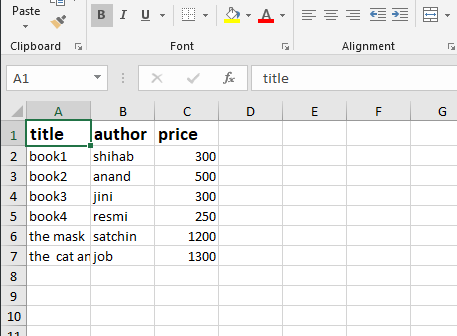 Paste
B I U A
Clipboard Font Alignment
A1 fx title
A B C D E F G
1 title author price
2 book1 shihab 300
3 book2 anand 500
4 book3 jini 300
5 book4 resmi 250
6 the mask satchin 1200
7 the cat an job 1300
8
9
10
11